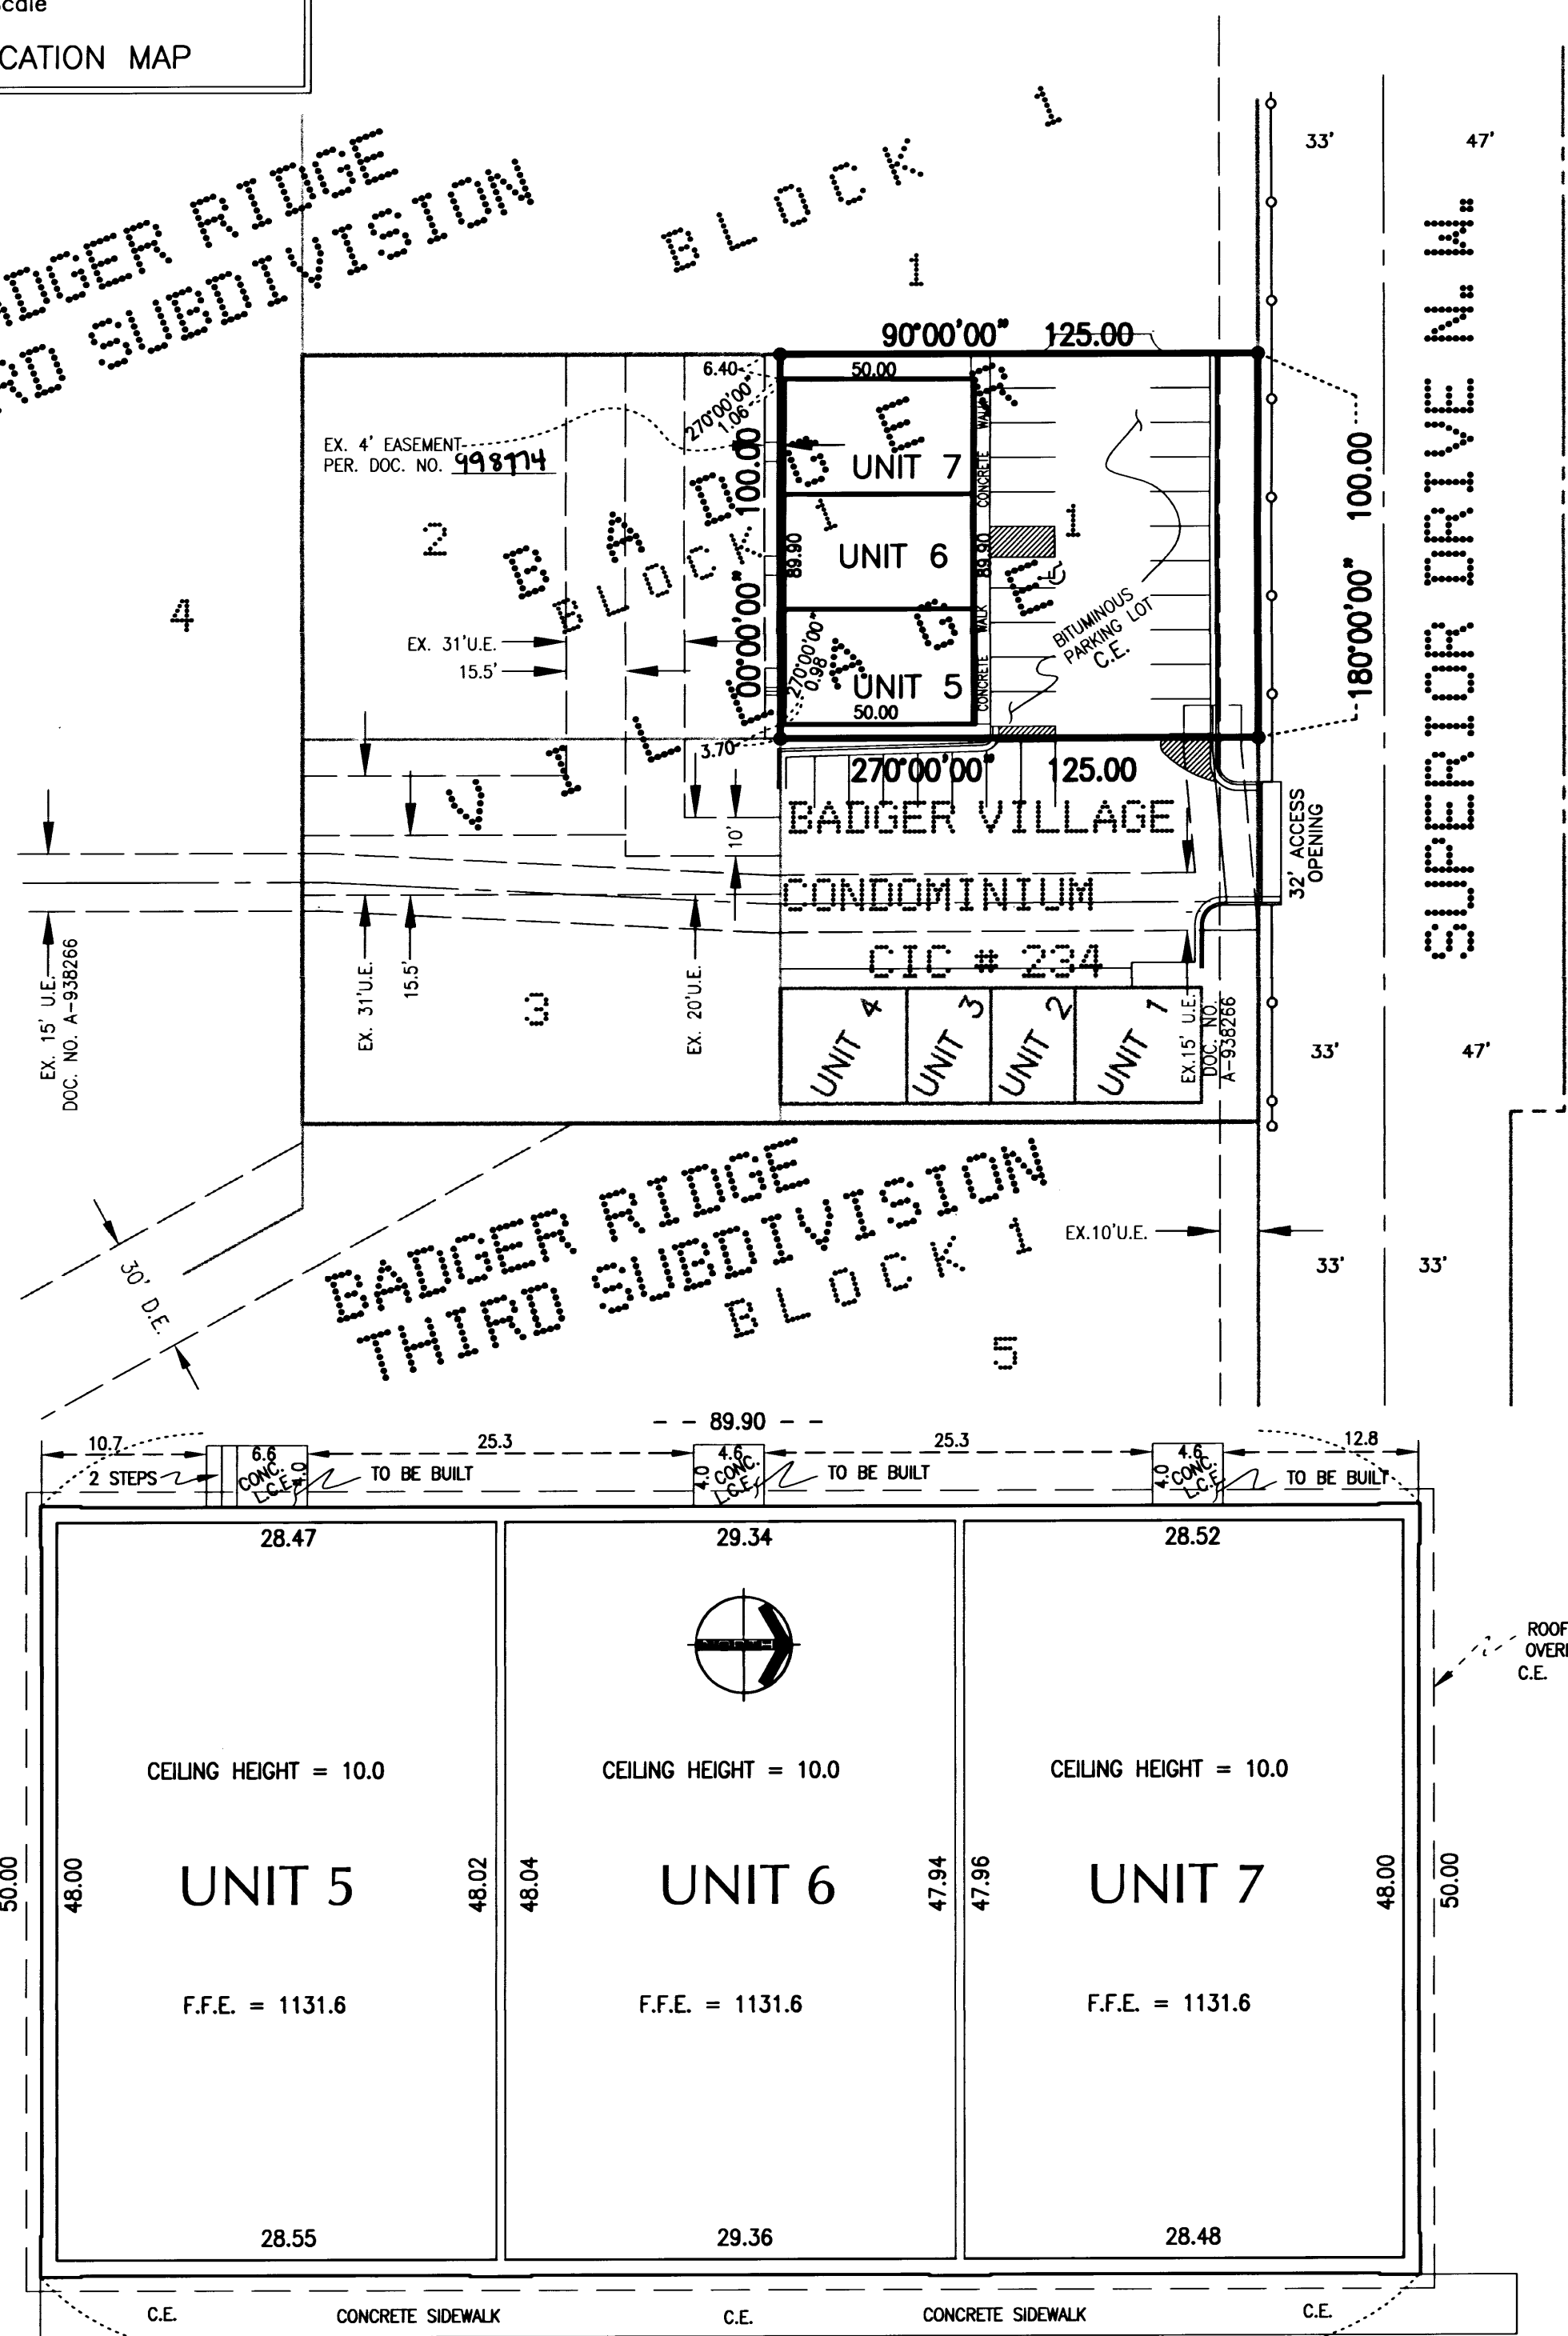 CATION MAP
BLOCK 1
1
33'
47'
SUPERIOR DRIVE N. W.
RIDGE
SUBDIVISION
90°00'00" 125.00
6.40
50.00
270°00'00"
1.06
EX. 4' EASEMENT
PER. DOC. NO. 998774
100.00
00°00'00"
UNIT 7
UNIT 6
UNIT 5
89.90
89.90
270°00'00"
0.98
50.00
3.70
CONCRETE WALK
CONCRETE WALK
1
BITUMINOUS
PARKING LOT
C.E.
180°00'00" 100.00
2
4
BADGER
VILLAGE
BLOCK 1
EX. 31'U.E.
15.5'
270°00'00" 125.00
BADGER VILLAGE
CONDOMINIUM
CIC # 234
10'
32' ACCESS
OPENING
EX. 15' U.E.
DOC. NO. A-938266
EX. 31'U.E.
15.5'
3
EX. 20'U.E.
UNIT 4
UNIT 3
UNIT 2
UNIT 1
EX.15' U.E.
DOC. NO.
A-938266
33'
47'
BADGER RIDGE
THIRD SUBDIVISION
BLOCK 1
5
EX.10'U.E.
33'
33'
30' D.E.
89.90
10.7
6.6
25.3
4.6
25.3
4.6
12.8
2 STEPS
CONC.
L.C.E.
4.0
TO BE BUILT
4.0
CONC.
L.C.E.
TO BE BUILT
4.0
CONC.
L.C.E.
TO BE BUILT
28.47
29.34
28.52
NORTH
ROOF
C.E.
CEILING HEIGHT = 10.0
CEILING HEIGHT = 10.0
CEILING HEIGHT = 10.0
50.00
48.00
UNIT 5
48.02
48.04
UNIT 6
47.94
47.96
UNIT 7
48.00
50.00
F.F.E. = 1131.6
F.F.E. = 1131.6
F.F.E. = 1131.6
28.55
29.36
28.48
C.E.
CONCRETE SIDEWALK
C.E.
CONCRETE SIDEWALK
C.E.